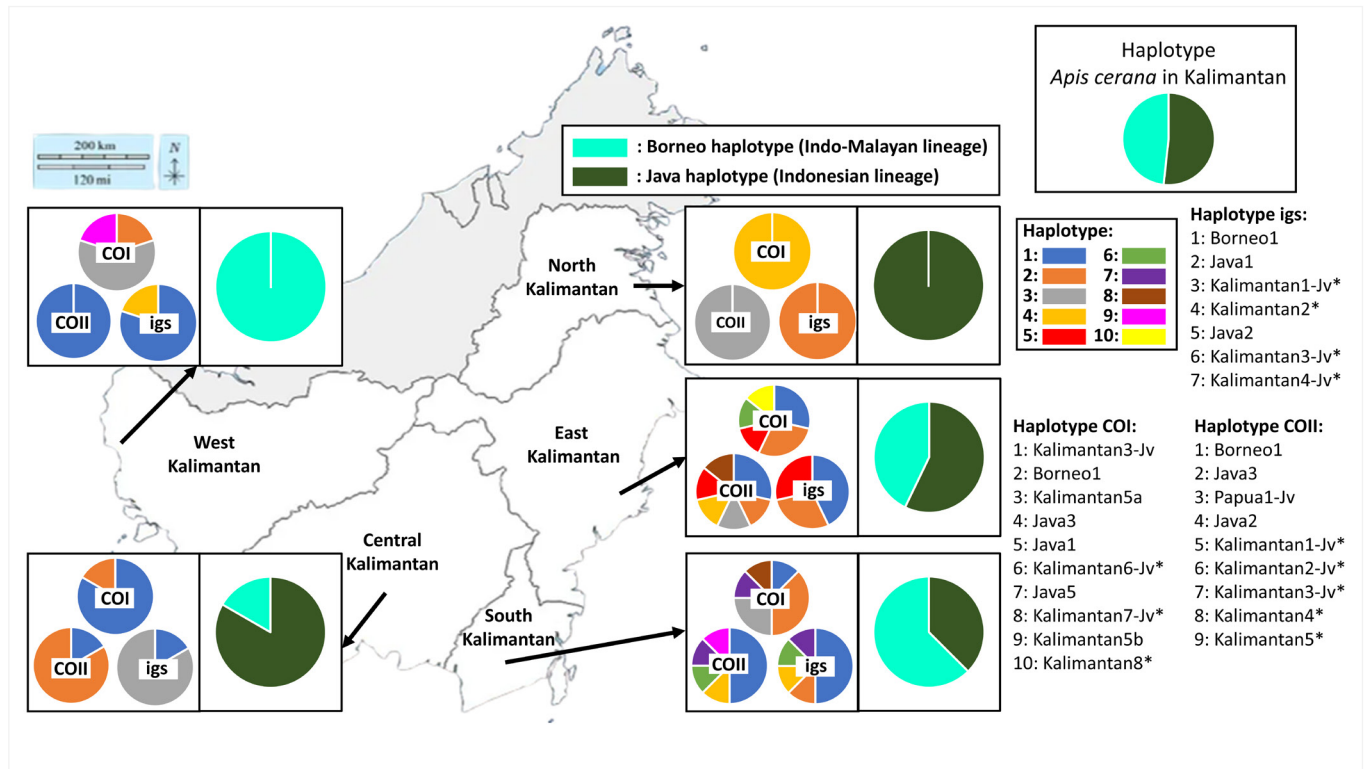 Haplotype
Apis cerana in Kalimantan
200 km
120 mi
N
: Borneo haplotype (Indo-Malayan lineage)
: Java haplotype (Indonesian lineage)
COI
COII
igs
North
Kalimantan
COI
COII
igs
Haplotype:
1:
6:
2:
7:
3:
8:
4:
9:
5:
10:
Haplotype igs:
1: Borneo1
2: Java1
3: Kalimantan1-Jv*
4: Kalimantan2*
5: Java2
6: Kalimantan3-Jv*
7: Kalimantan4-Jv*
West
Kalimantan
East
Kalimantan
COI
COII
igs
Haplotype COI:
1: Kalimantan3-Jv
2: Borneo1
3: Kalimantan5a
4: Java3
5: Java1
6: Kalimantan6-Jv*
7: Java5
8: Kalimantan7-Jv*
9: Kalimantan5b
10: Kalimantan8*
Haplotype COII:
1: Borneo1
2: Java3
3: Papua1-Jv
4: Java2
5: Kalimantan1-Jv*
6: Kalimantan2-Jv*
7: Kalimantan3-Jv*
8: Kalimantan4*
9: Kalimantan5*
Central
Kalimantan
COI
COII
igs
South
Kalimantan
COI
COII
igs